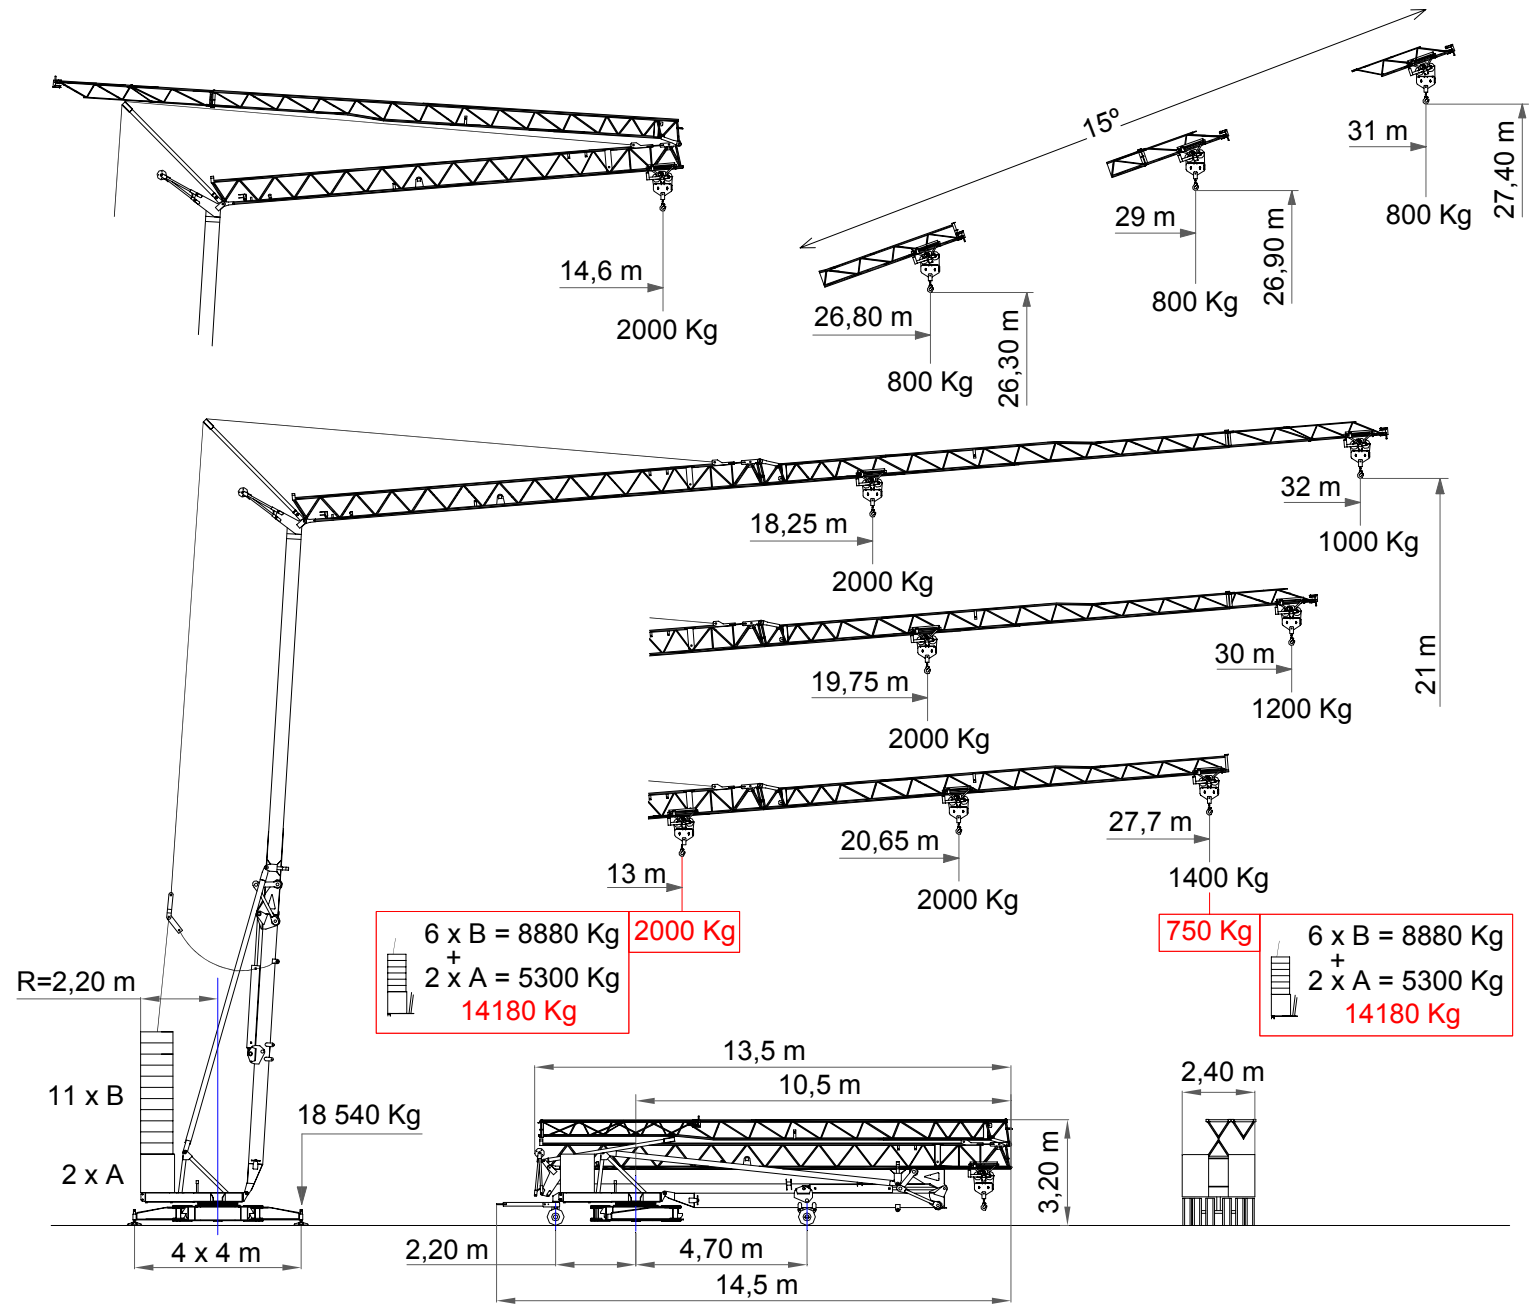 15º
31 m
800 Kg
27,40 m
29 m
800 Kg
26,90 m
26,80 m
800 Kg
26,30 m
14,6 m
2000 Kg
18,25 m
2000 Kg
32 m
1000 Kg
21 m
19,75 m
2000 Kg
30 m
1200 Kg
13 m
2000 Kg
20,65 m
2000 Kg
27,7 m
1400 Kg
750 Kg
6 x B = 8880 Kg
+
2 x A = 5300 Kg
14180 Kg
6 x B = 8880 Kg
+
2 x A = 5300 Kg
14180 Kg
R=2,20 m
11 x B
2 x A
18 540 Kg
4 x 4 m
13,5 m
10,5 m
3,20 m
2,20 m
4,70 m
14,5 m
2,40 m